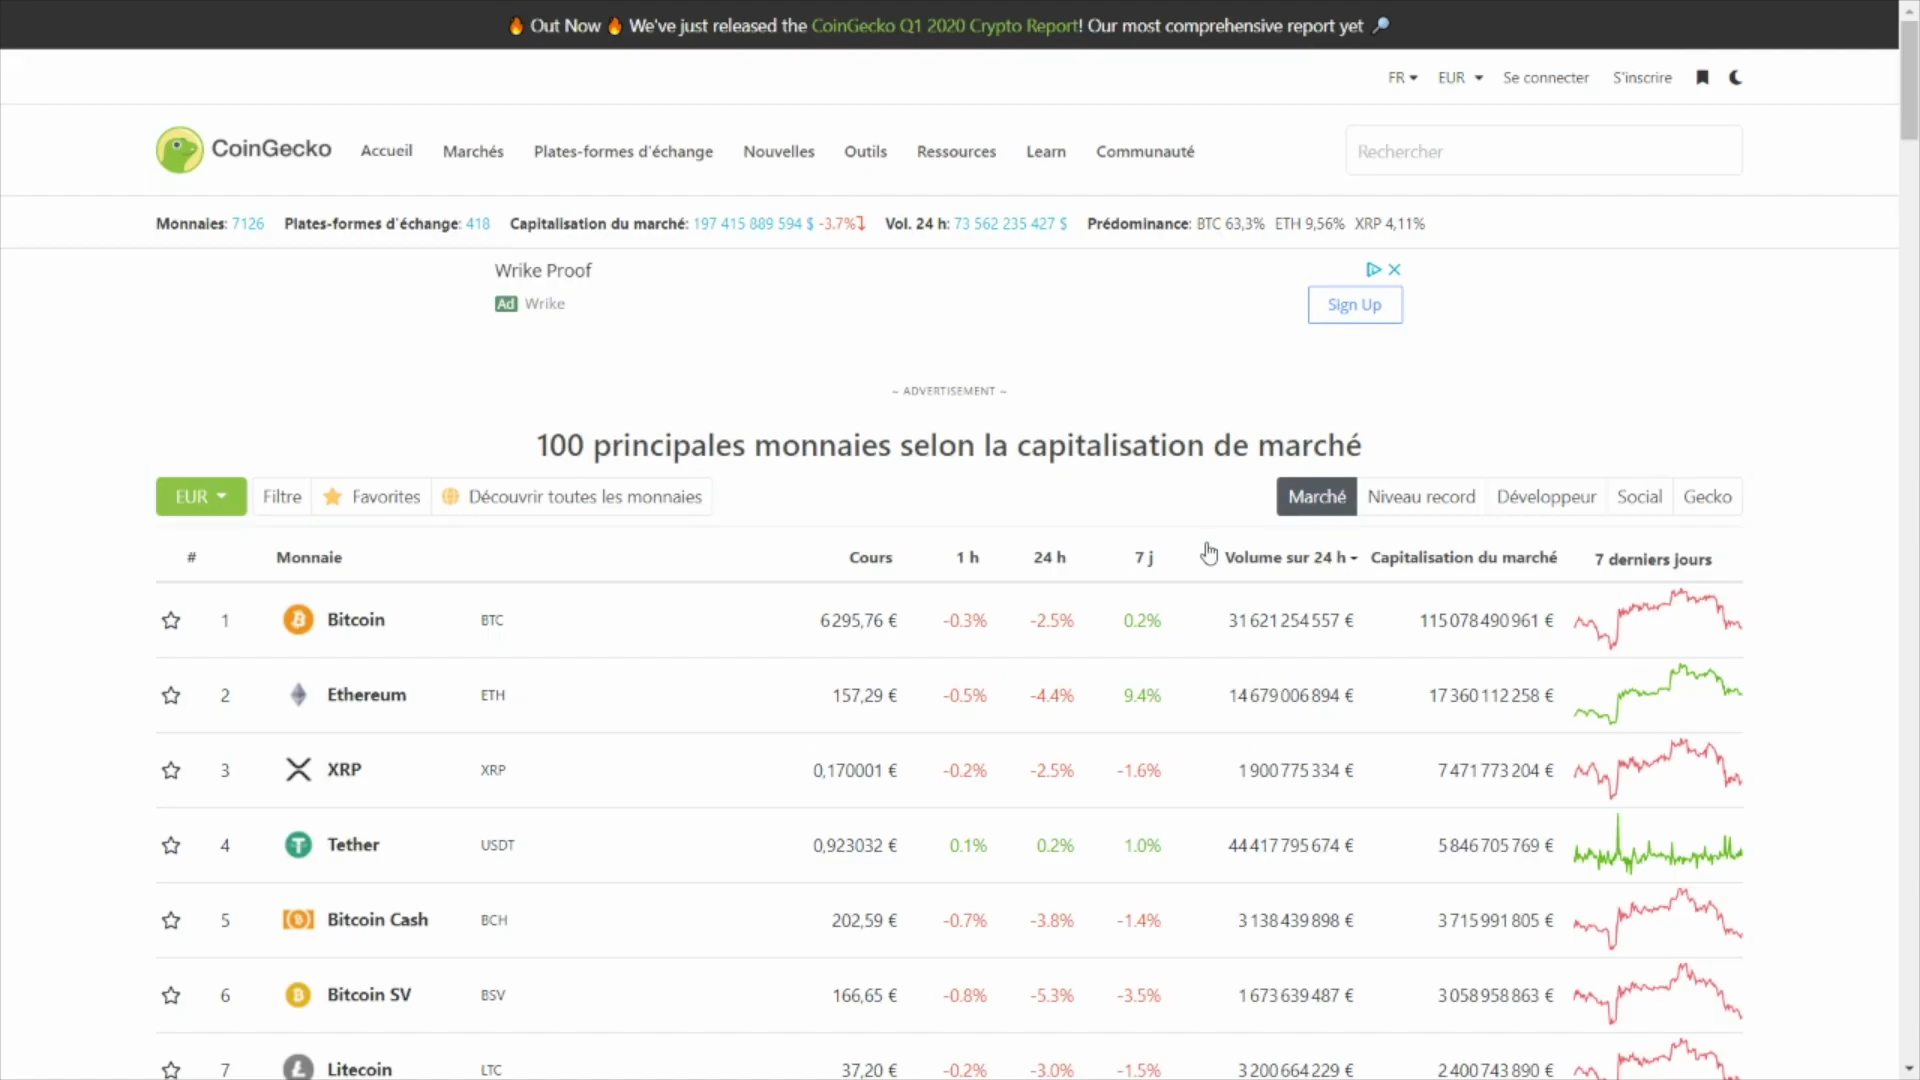 🔥 Out Now 🔥 We've just released the CoinGecko Q1 2020 Crypto Report! Our most comprehensive report yet 🔎
FR EUR Se connecter S'inscrire
CoinGecko Accueil Marchés Plates-formes d'échange Nouvelles Outils Ressources Learn Communauté Rechercher
Monnaies: 7126 Plates-formes d'échange: 418 Capitalisation du marché: 197 415 889 594 $ -3.7% Vol. 24 h: 73 562 235 427 $ Prédominance: BTC 63,3% ETH 9,56% XRP 4,11%
Wrike Proof
Ad Wrike
Sign Up
~ ADVERTISEMENT ~
100 principales monnaies selon la capitalisation de marché
EUR Filtre Favorites Découvrir toutes les monnaies Marché Niveau record Développeur Social Gecko
# Monnaie Cours 1 h 24 h 7 j Volume sur 24 h Capitalisation du marché 7 derniers jours
1 Bitcoin BTC 6 295,76 € -0.3% -2.5% 0.2% 31 621 254 557 € 115 078 490 961 €
2 Ethereum ETH 157,29 € -0.5% -4.4% 9.4% 14 679 006 894 € 17 360 112 258 €
3 XRP XRP 0,170001 € -0.2% -2.5% -1.6% 1 900 775 334 € 7 471 773 204 €
4 Tether USDT 0,923032 € 0.1% 0.2% 1.0% 44 417 795 674 € 5 846 705 769 €
5 Bitcoin Cash BCH 202,59 € -0.7% -3.8% -1.4% 3 138 439 898 € 3 715 991 805 €
6 Bitcoin SV BSV 166,65 € -0.8% -5.3% -3.5% 1 673 639 487 € 3 058 958 863 €
7 Litecoin LTC 37,20 € -0.2% -3.0% -1.5% 3 200 664 229 € 2 400 743 890 €